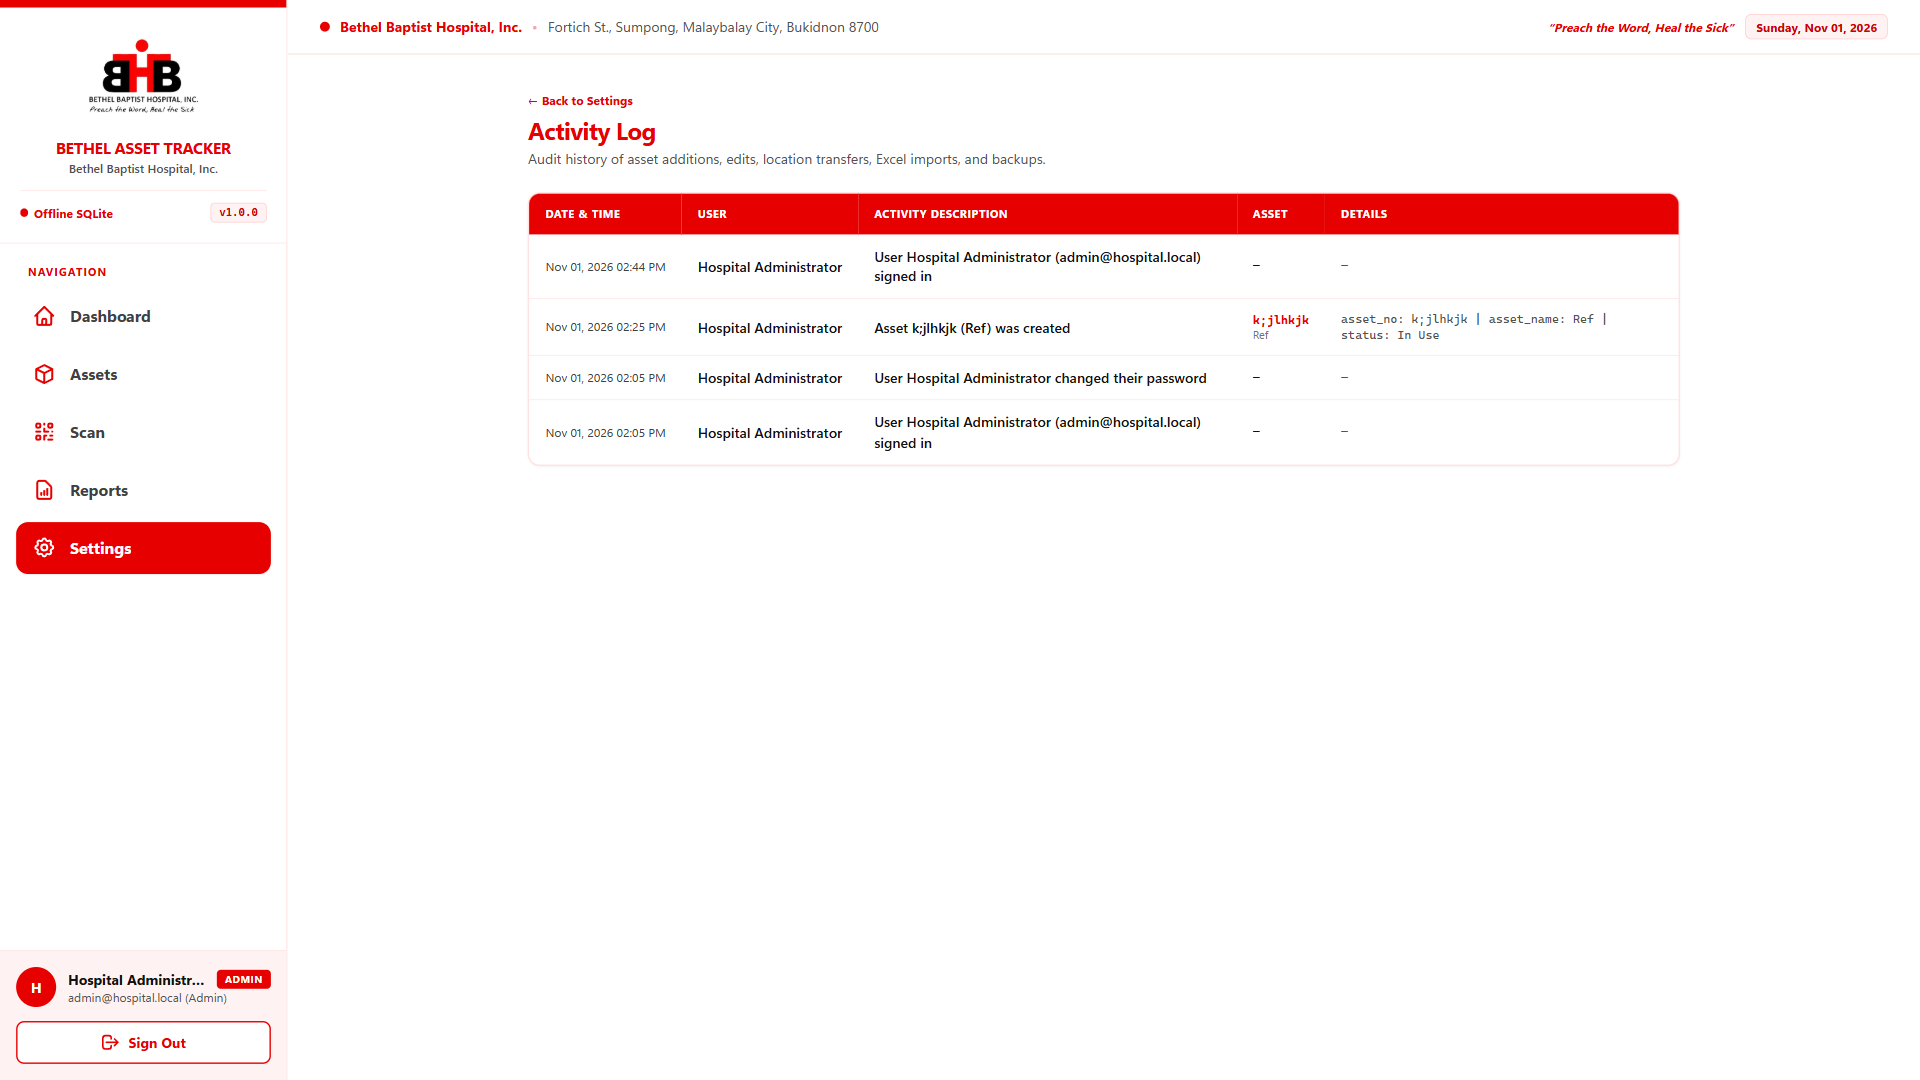 BHB
BETHEL BAPTIST HOSPITAL, INC.
Preach the Word, Heal the Sick
BETHEL ASSET TRACKER
Bethel Baptist Hospital, Inc.
Offline SQLite
v1.0.0
NAVIGATION
Dashboard
Assets
Scan
Reports
Settings
H
Hospital Administr...
ADMIN
admin@hospital.local (Admin)
Sign Out
Bethel Baptist Hospital, Inc. • Fortich St., Sumpong, Malaybalay City, Bukidnon 8700
"Preach the Word, Heal the Sick"
Sunday, Nov 01, 2026
← Back to Settings
Activity Log
Audit history of asset additions, edits, location transfers, Excel imports, and backups.
DATE & TIME USER ACTIVITY DESCRIPTION ASSET DETAILS
Nov 01, 2026 02:44 PM Hospital Administrator User Hospital Administrator (admin@hospital.local)
signed in
– –
Nov 01, 2026 02:25 PM Hospital Administrator Asset k;jlhkjk (Ref) was created
k;jlhkjk
Ref
asset_no: k;jlhkjk | asset_name: Ref |
status: In Use
Nov 01, 2026 02:05 PM Hospital Administrator User Hospital Administrator changed their password – –
Nov 01, 2026 02:05 PM Hospital Administrator User Hospital Administrator (admin@hospital.local)
signed in
– –